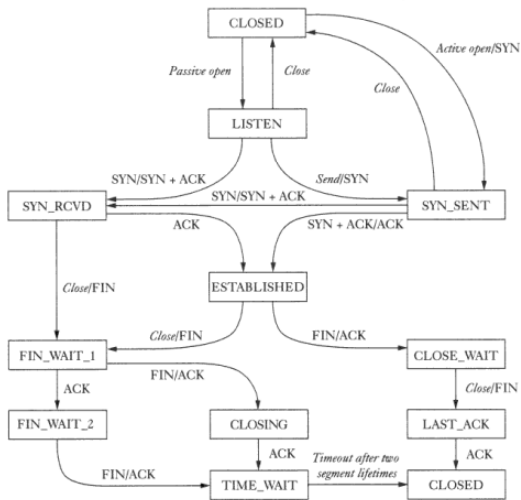 CLOSED
Active open/SYN
Passive open
Close
Close
LISTEN
SYN/SYN + ACK
Send/SYN
SYN/SYN + ACK
SYN_RCVD
SYN_SENT
ACK
SYN + ACK/ACK
Close/FIN
ESTABLISHED
Close/FIN
FIN/ACK
FIN_WAIT_1
CLOSE_WAIT
FIN/ACK
ACK
Close/FIN
FIN_WAIT_2
CLOSING
LAST_ACK
ACK
Timeout after two
segment lifetimes
ACK
FIN/ACK
TIME_WAIT
CLOSED